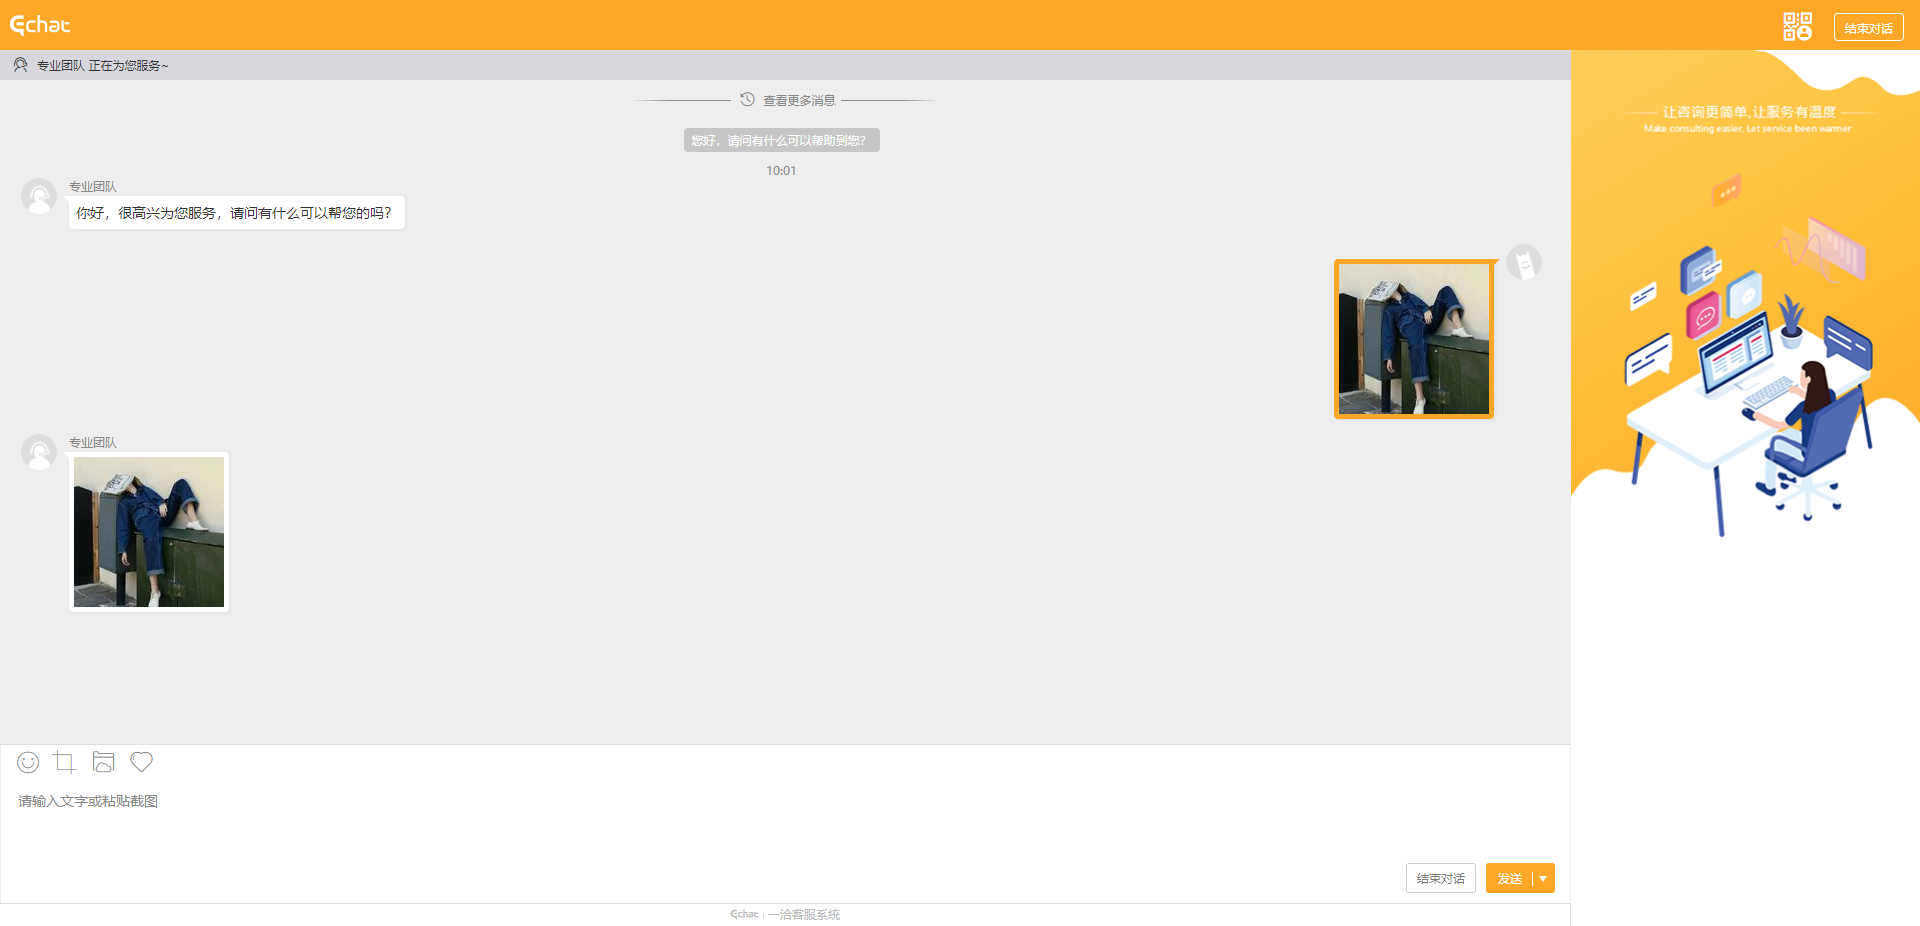 Echat
结束对话
专业团队 正在为您服务~
查看更多消息
您好，请问有什么可以帮助到您？
10:01
专业团队
你好，很高兴为您服务，请问有什么可以帮您的吗？
专业团队
请输入文字或粘贴截图
结束对话
发送
Echat | 一洽客服系统
让咨询更简单,让服务有温度
Make consulting easier. Let service been warmer